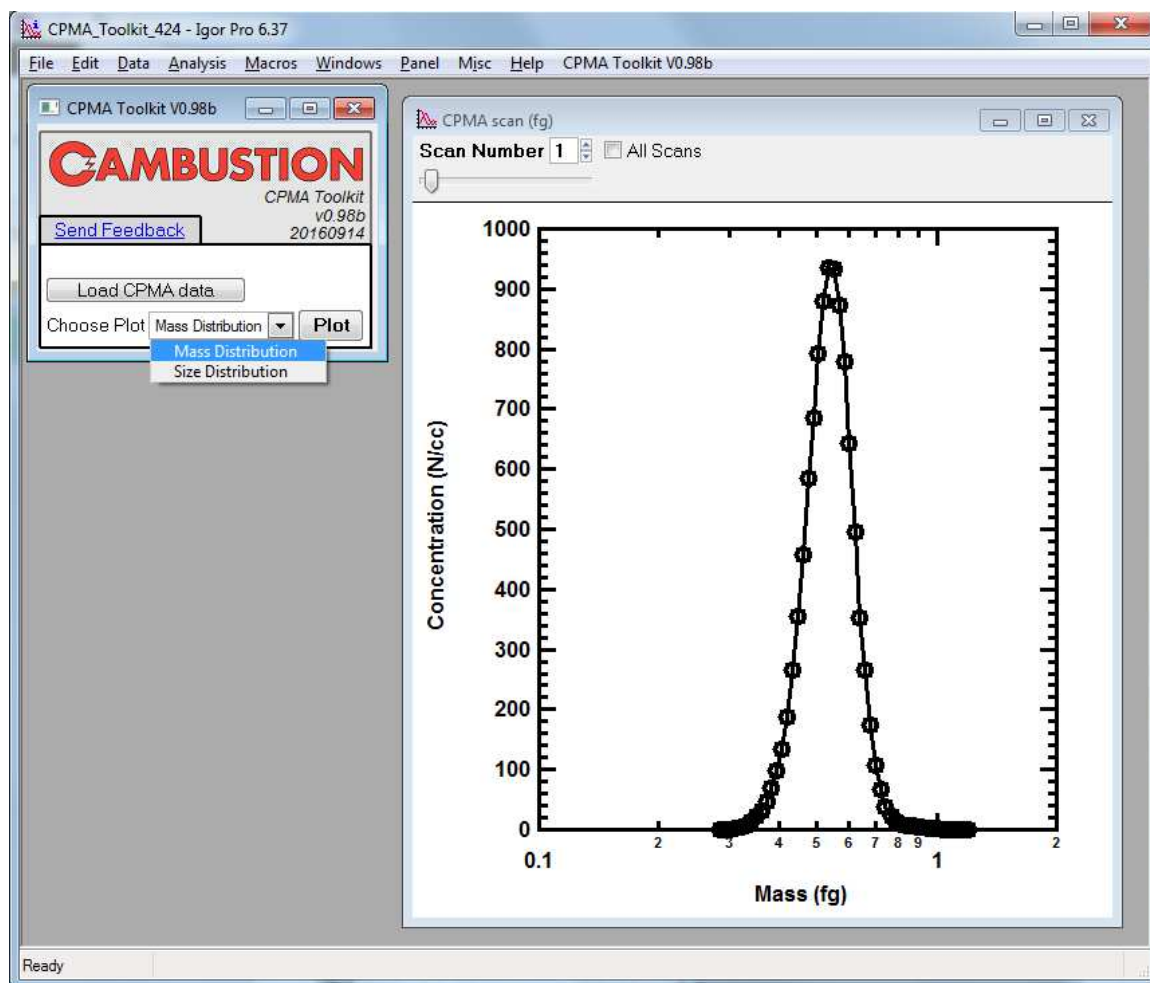 CPMA_Toolkit_424 - Igor Pro 6.37
File Edit Data Analysis Macros Windows Panel Misc Help CPMA Toolkit V0.98b
CPMA Toolkit V0.98b
CAMBUSTION
CPMA Toolkit
v0.98b
20160914
Send Feedback
Load CPMA data
Choose Plot Mass Distribution Plot
Mass Distribution
Size Distribution
CPMA scan (fg)
Scan Number 1 All Scans
Concentration (N/cc)
1000
900
800
700
600
500
400
300
200
100
0
2 3 4 5 6 7 8 9 2
0.1 1
Mass (fg)
Ready